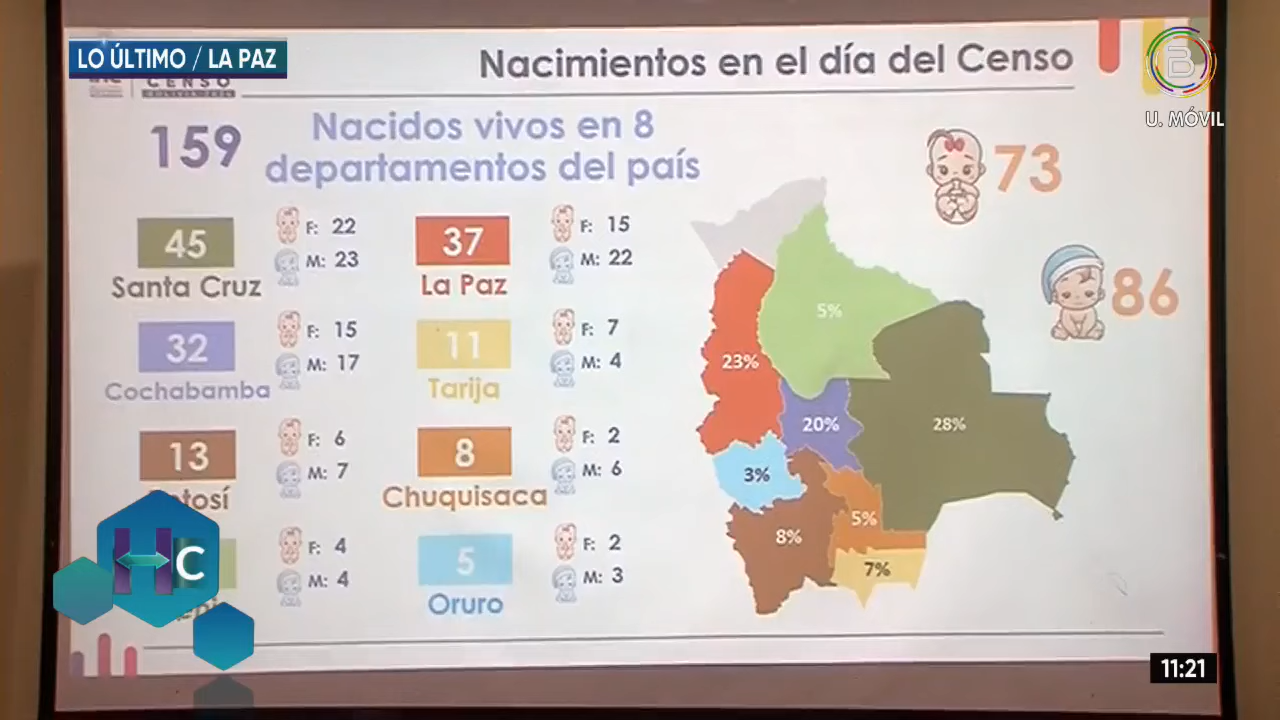 LO ÚLTIMO / LA PAZ
Nacimientos en el día del Censo
B
U. MÓVIL
CENSO
159
Nacidos vivos en 8
departamentos del país
73
86
45
Santa Cruz
F: 22
M: 23
37
La Paz
F: 15
M: 22
32
Cochabamba
F: 15
M: 17
11
Tarija
F: 7
M: 4
13
F: 6
M: 7
8
Chuquisaca
F: 2
M: 6
F: 4
M: 4
5
Oruro
F: 2
M: 3
5%
23%
20%
28%
3%
5%
8%
7%
HC
11:21